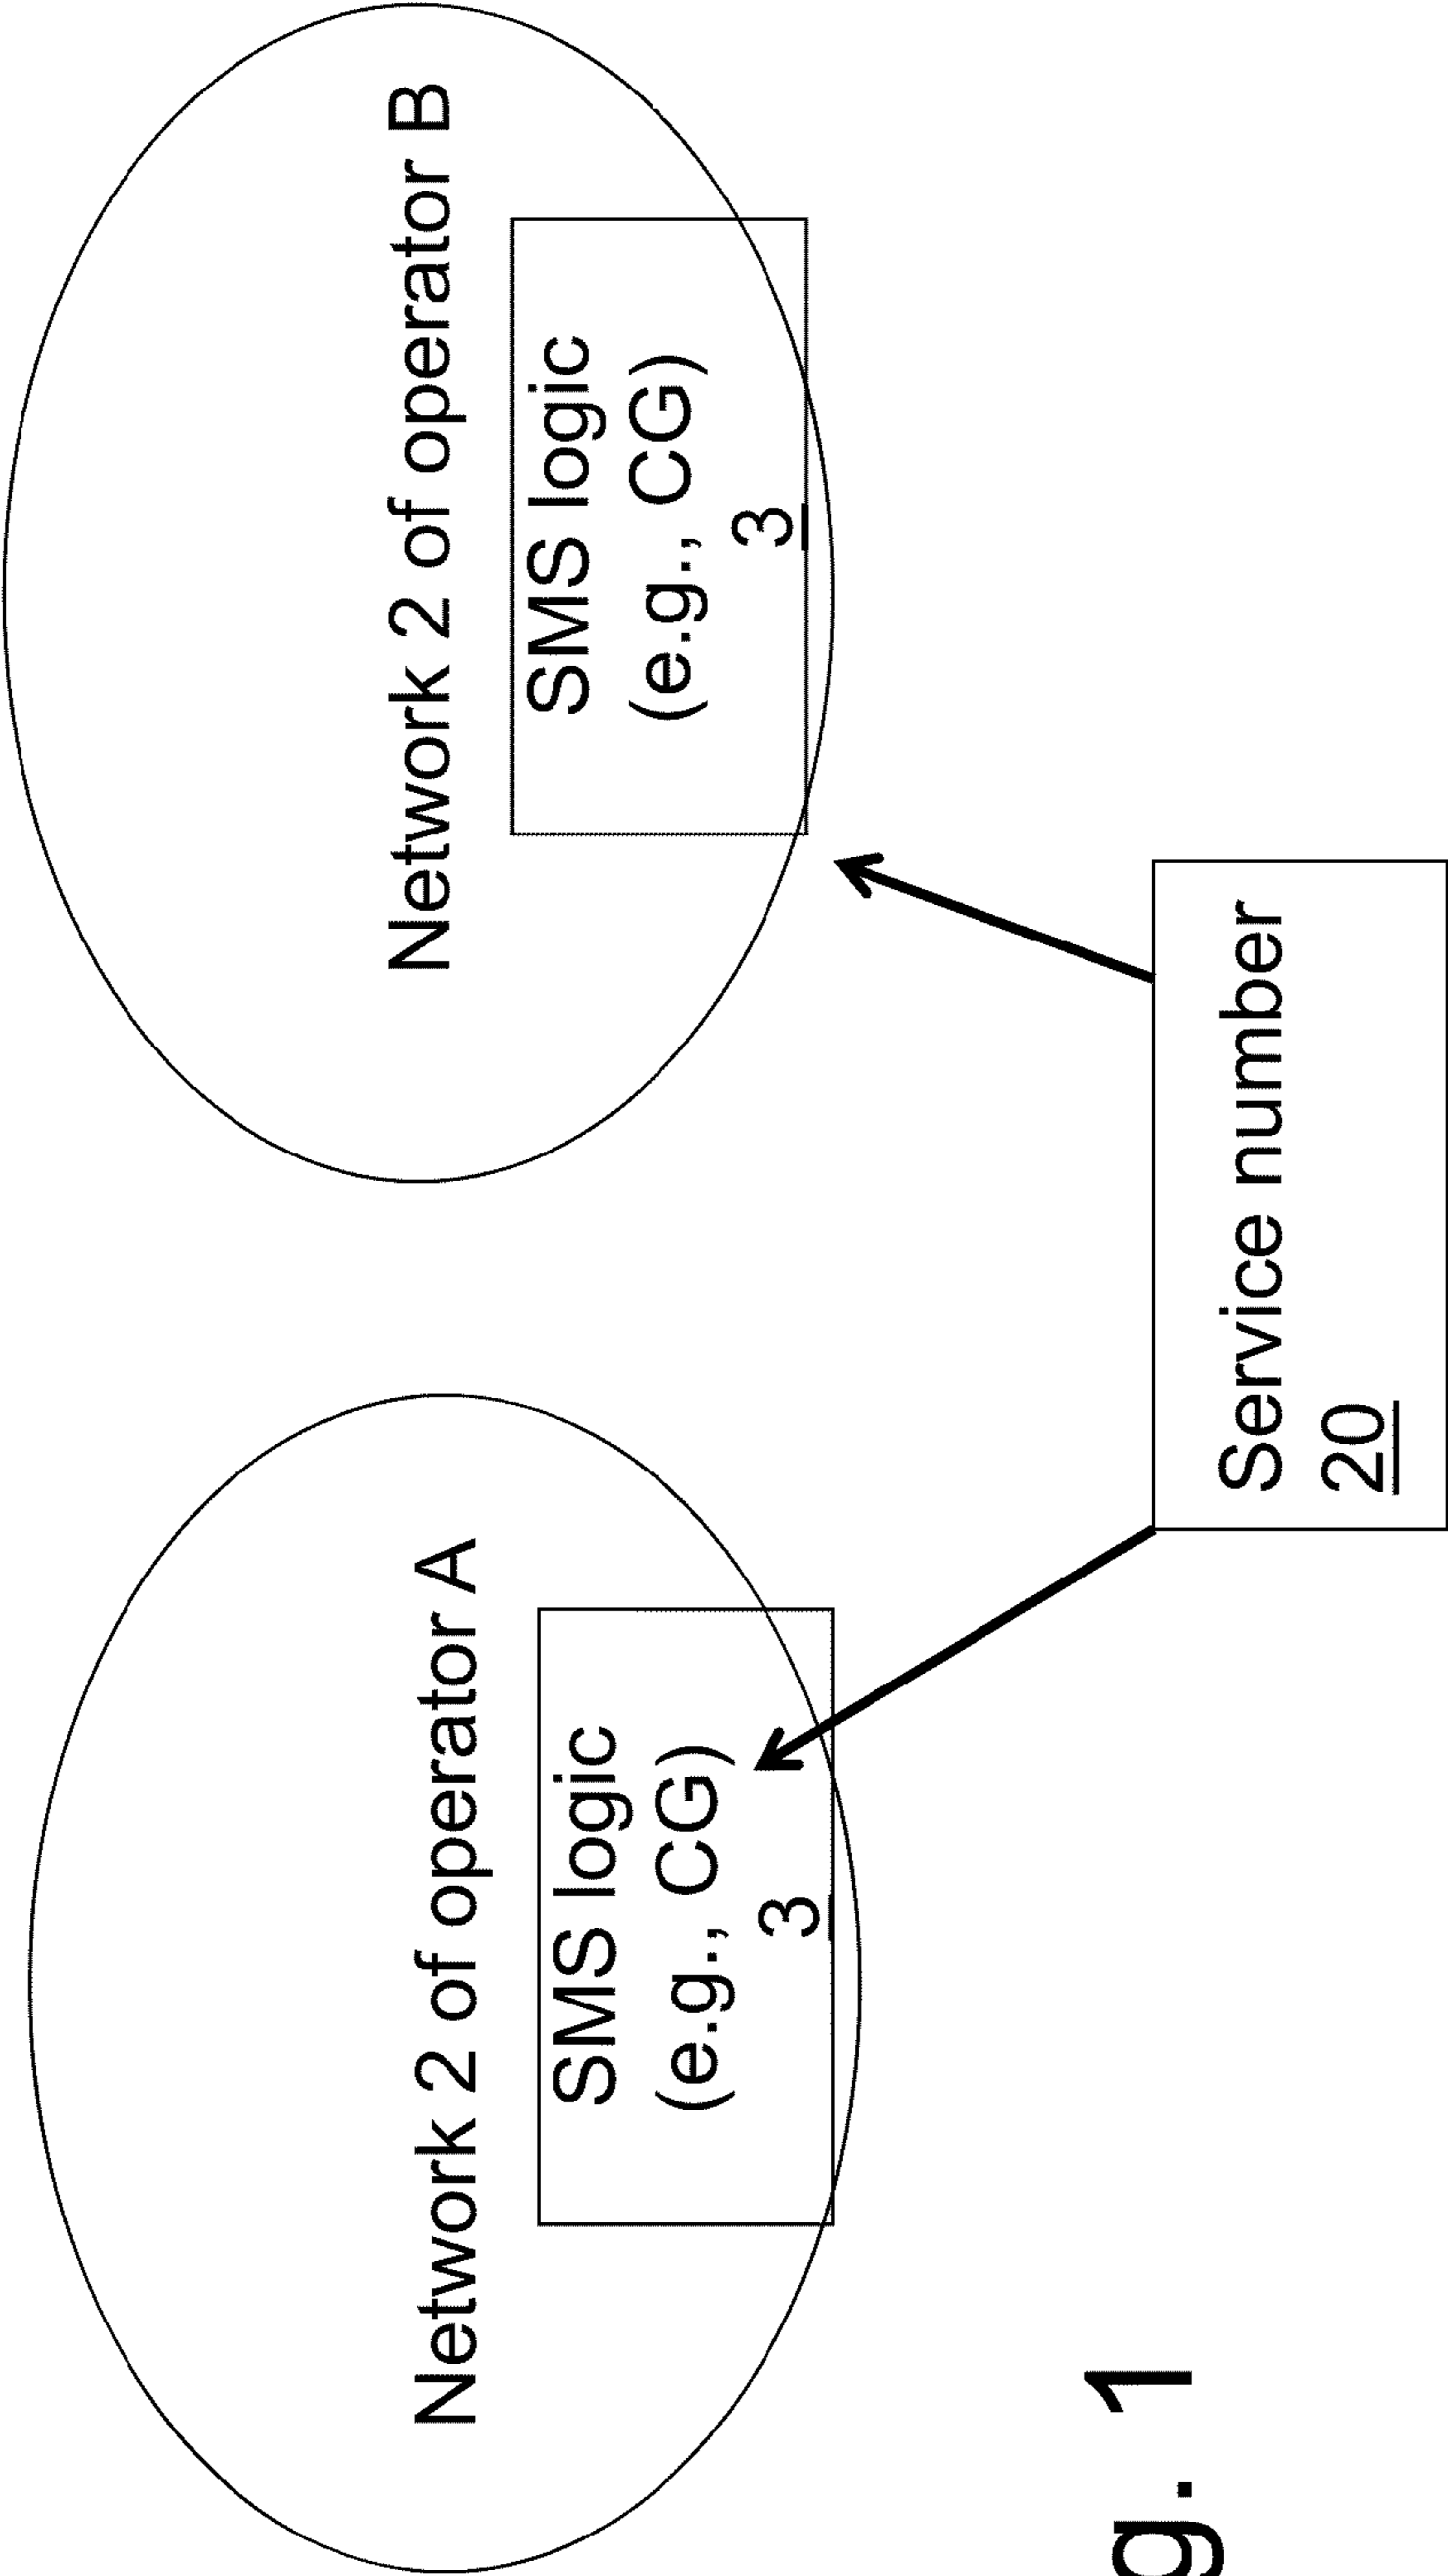 Network 2 of operator A
SMS logic
(e.g., CG)
3
Network 2 of operator B
SMS logic
(e.g., CG)
3
Service number
20
g. 1